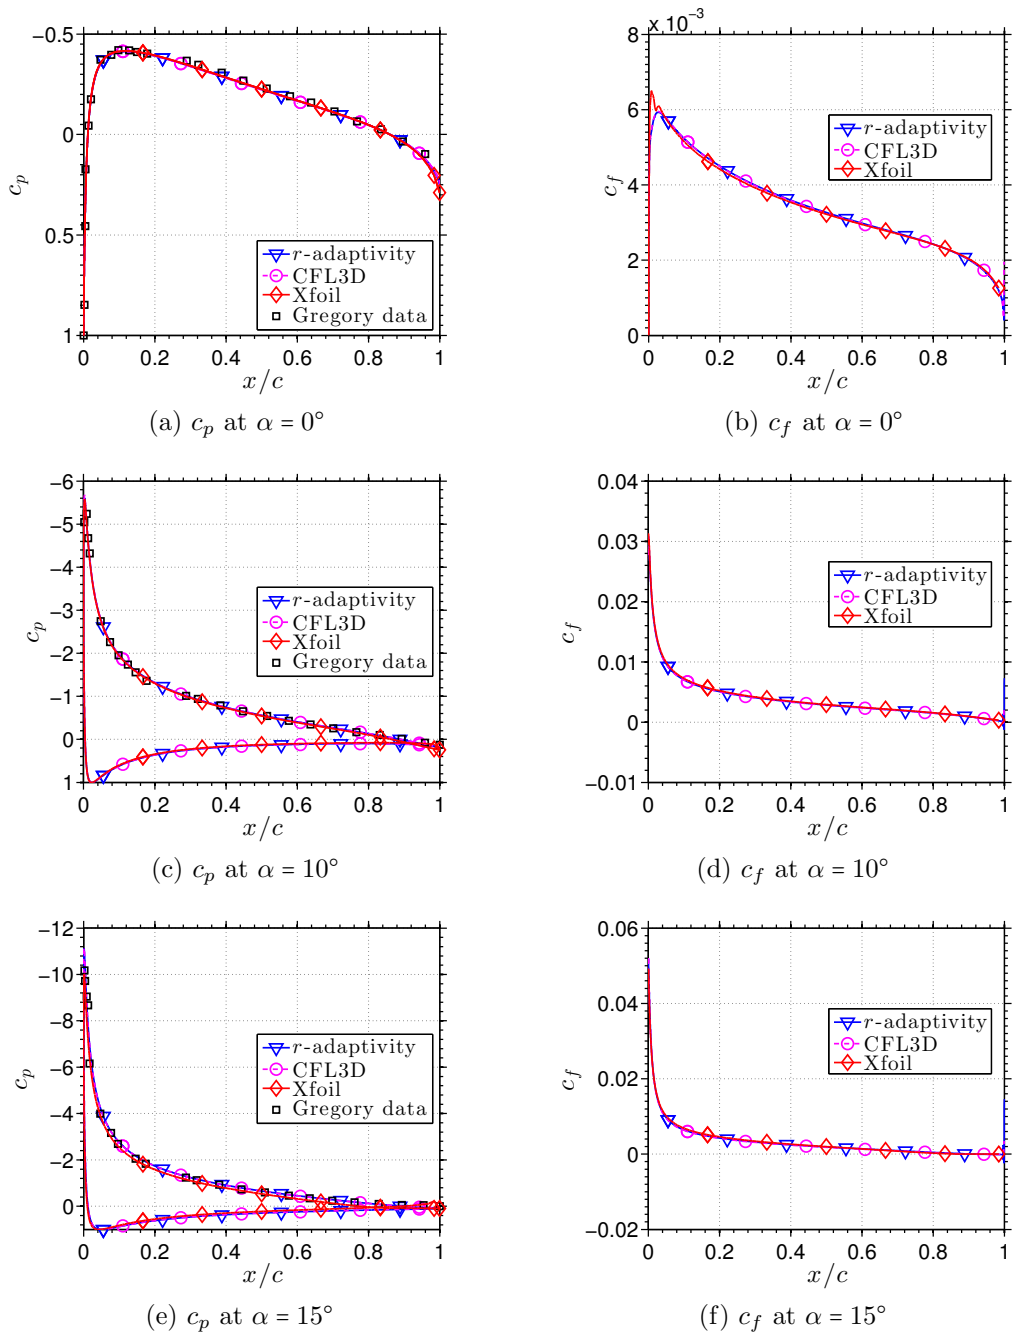 −0.5
0
0.5
1
0 0.2 0.4 0.6 0.8 1
c_p
x/c
r-adaptivity
CFL3D
Xfoil
Gregory data
(a) c_p at α = 0°
x 10^−3
8
6
4
2
0
0 0.2 0.4 0.6 0.8 1
c_f
x/c
r-adaptivity
CFL3D
Xfoil
(b) c_f at α = 0°
−6
−5
−4
−3
−2
−1
0
1
0 0.2 0.4 0.6 0.8 1
c_p
x/c
r-adaptivity
CFL3D
Xfoil
Gregory data
(c) c_p at α = 10°
0.04
0.03
0.02
0.01
0
−0.01
0 0.2 0.4 0.6 0.8 1
c_f
x/c
r-adaptivity
CFL3D
Xfoil
(d) c_f at α = 10°
−12
−10
−8
−6
−4
−2
0
0 0.2 0.4 0.6 0.8 1
c_p
x/c
r-adaptivity
CFL3D
Xfoil
Gregory data
(e) c_p at α = 15°
0.06
0.04
0.02
0
−0.02
0 0.2 0.4 0.6 0.8 1
c_f
x/c
r-adaptivity
CFL3D
Xfoil
(f) c_f at α = 15°